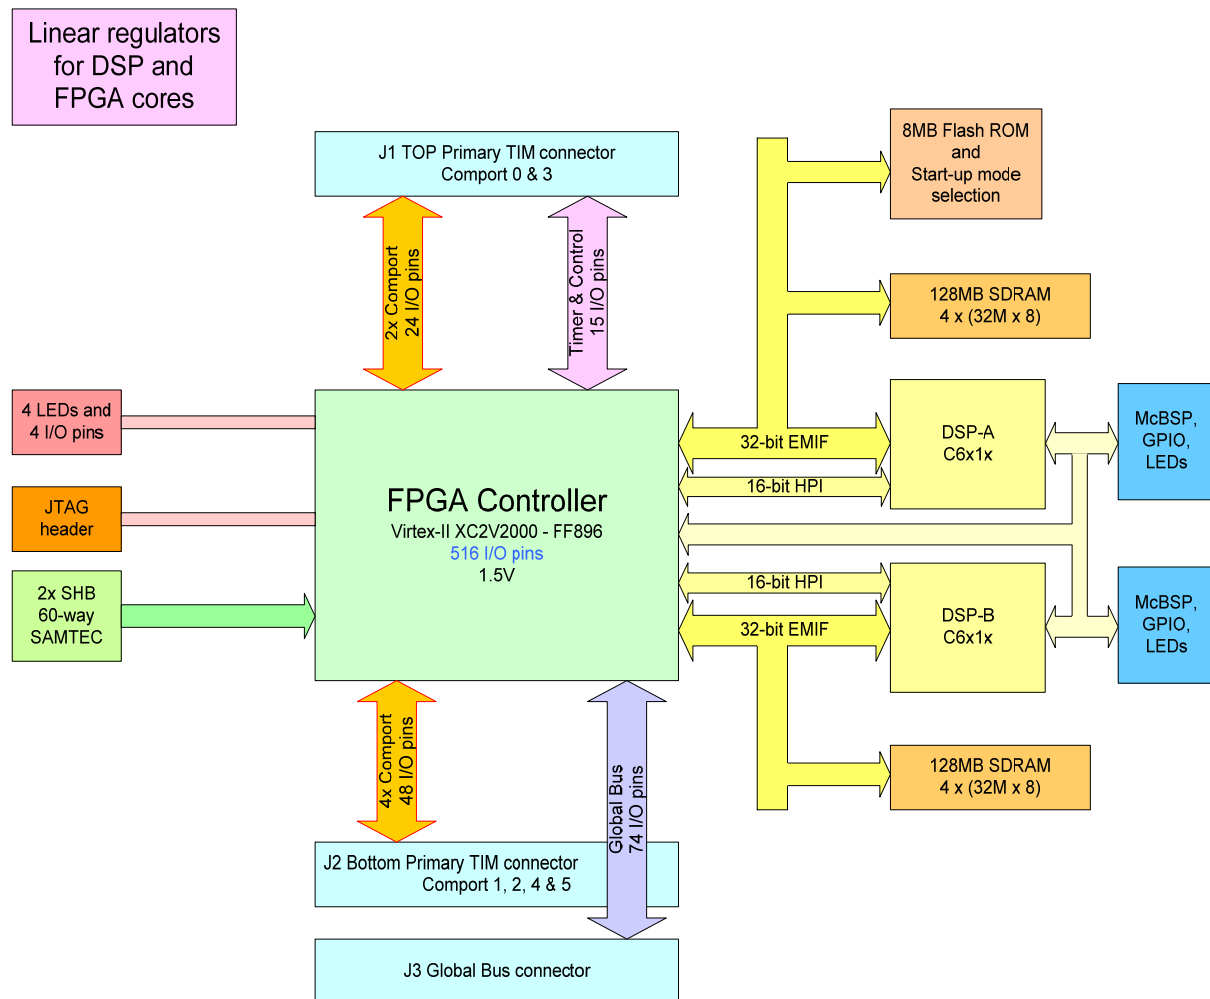 Linear regulators
for DSP and
FPGA cores
J1 TOP Primary TIM connector
Comport 0 & 3
8MB Flash ROM
and
Start-up mode
selection
2x Comport
24 I/O pins
Timer & Control
15 I/O pins
128MB SDRAM
4 x (32M x 8)
4 LEDs and
4 I/O pins
JTAG
header
2x SHB
60-way
SAMTEC
FPGA Controller
Virtex-II XC2V2000 - FF896
516 I/O pins
1.5V
32-bit EMIF
16-bit HPI
DSP-A
C6x1x
McBSP,
GPIO,
LEDs
16-bit HPI
32-bit EMIF
DSP-B
C6x1x
McBSP,
GPIO,
LEDs
4x Comport
48 I/O pins
Global Bus
74 I/O pins
128MB SDRAM
4 x (32M x 8)
J2 Bottom Primary TIM connector
Comport 1, 2, 4 & 5
J3 Global Bus connector